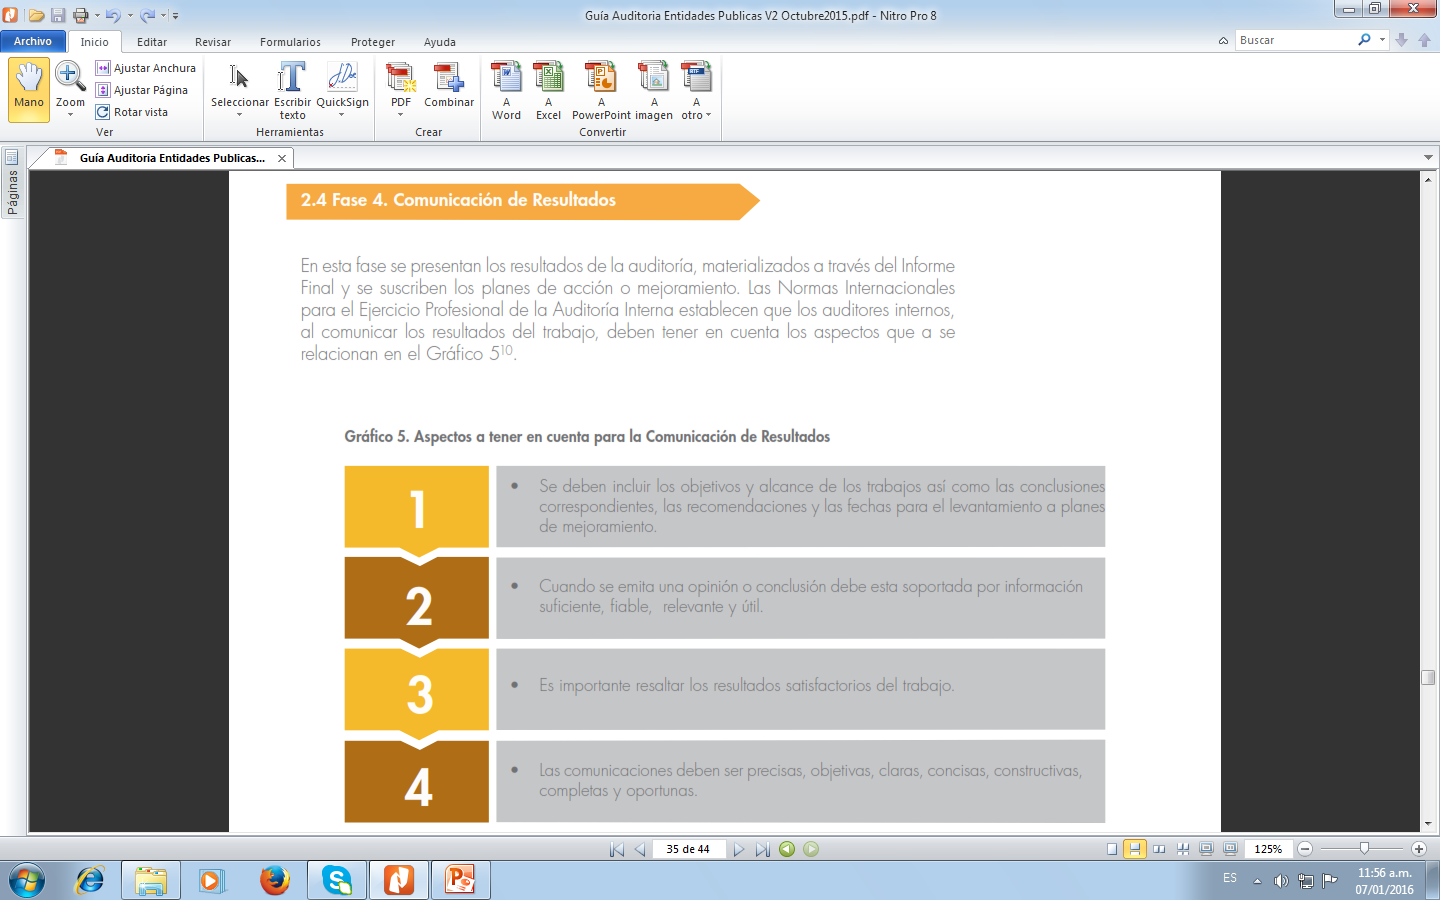 Guía Auditoria Entidades Publicas V2 Octubre2015.pdf - Nitro Pro 8
Archivo
Inicio
Editar
Revisar
Formularios
Proteger
Ayuda
Buscar
Mano
Zoom
Ajustar Anchura
Ajustar Página
Rotar vista
Ver
Seleccionar
Escribir
texto
QuickSign
Herramientas
PDF
Combinar
Crear
A
Word
A
Excel
A
PowerPoint
A
imagen
A
otro
Convertir
Guía Auditoria Entidades Publicas...
Páginas
2.4 Fase 4. Comunicación de Resultados
En esta fase se presentan los resultados de la auditoría, materializados a través del Informe
Final y se suscriben los planes de acción o mejoramiento. Las Normas Internacionales
para el Ejercicio Profesional de la Auditoría Interna establecen que los auditores internos,
al comunicar los resultados del trabajo, deben tener en cuenta los aspectos que a se
relacionan en el Gráfico 5¹⁰.
Gráfico 5. Aspectos a tener en cuenta para la Comunicación de Resultados
1
• Se deben incluir los objetivos y alcance de los trabajos así como las conclusiones
correspondientes, las recomendaciones y las fechas para el levantamiento a planes
de mejoramiento.
2
• Cuando se emita una opinión o conclusión debe esta soportada por información
suficiente, fiable, relevante y útil.
3
• Es importante resaltar los resultados satisfactorios del trabajo.
4
• Las comunicaciones deben ser precisas, objetivas, claras, concisas, constructivas,
completas y oportunas.
35 de 44
125%
ES
11:56 a.m.
07/01/2016